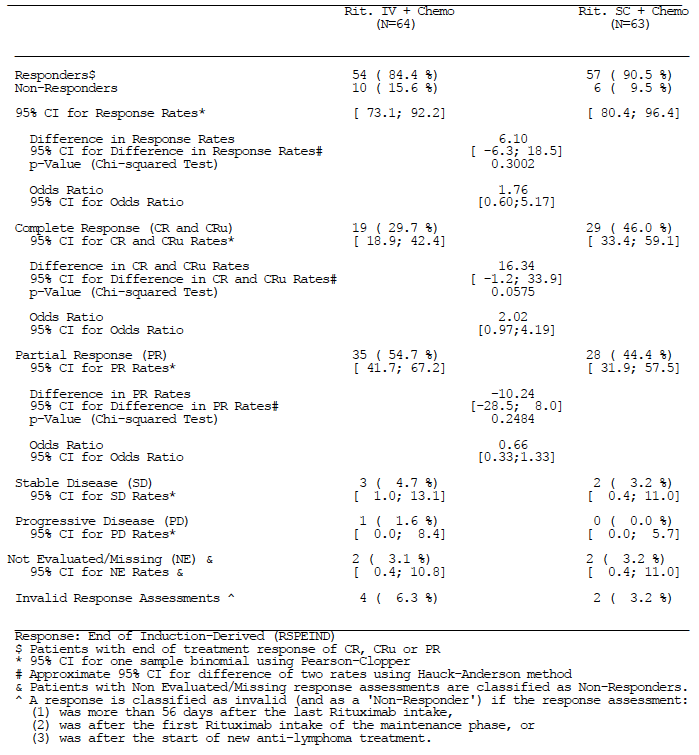 Rit. IV + Chemo Rit. SC + Chemo
(N=64) (N=63)
Responders$ 54 ( 84.4 %) 57 ( 90.5 %)
Non-Responders 10 ( 15.6 %) 6 ( 9.5 %)
95% CI for Response Rates* [ 73.1; 92.2] [ 80.4; 96.4]
Difference in Response Rates 6.10
95% CI for Difference in Response Rates# [ -6.3; 18.5]
p-Value (Chi-squared Test) 0.3002
Odds Ratio 1.76
95% CI for Odds Ratio [0.60;5.17]
Complete Response (CR and CRu) 19 ( 29.7 %) 29 ( 46.0 %)
95% CI for CR and CRu Rates* [ 18.9; 42.4] [ 33.4; 59.1]
Difference in CR and CRu Rates 16.34
95% CI for Difference in CR and CRu Rates# [ -1.2; 33.9]
p-Value (Chi-squared Test) 0.0575
Odds Ratio 2.02
95% CI for Odds Ratio [0.97;4.19]
Partial Response (PR) 35 ( 54.7 %) 28 ( 44.4 %)
95% CI for PR Rates* [ 41.7; 67.2] [ 31.9; 57.5]
Difference in PR Rates -10.24
95% CI for Difference in PR Rates# [-28.5; 8.0]
p-Value (Chi-squared Test) 0.2484
Odds Ratio 0.66
95% CI for Odds Ratio [0.33;1.33]
Stable Disease (SD) 3 ( 4.7 %) 2 ( 3.2 %)
95% CI for SD Rates* [ 1.0; 13.1] [ 0.4; 11.0]
Progressive Disease (PD) 1 ( 1.6 %) 0 ( 0.0 %)
95% CI for PD Rates* [ 0.0; 8.4] [ 0.0; 5.7]
Not Evaluated/Missing (NE) & 2 ( 3.1 %) 2 ( 3.2 %)
95% CI for NE Rates & [ 0.4; 10.8] [ 0.4; 11.0]
Invalid Response Assessments ^ 4 ( 6.3 %) 2 ( 3.2 %)
Response: End of Induction-Derived (RSPEIND)
$ Patients with end of treatment response of CR, CRu or PR
* 95% CI for one sample binomial using Pearson-Clopper
# Approximate 95% CI for difference of two rates using Hauck-Anderson method
& Patients with Non Evaluated/Missing response assessments are classified as Non-Responders.
^ A response is classified as invalid (and as a 'Non-Responder') if the response assessment:
(1) was more than 56 days after the last Rituximab intake,
(2) was after the first Rituximab intake of the maintenance phase, or
(3) was after the start of new anti-lymphoma treatment.